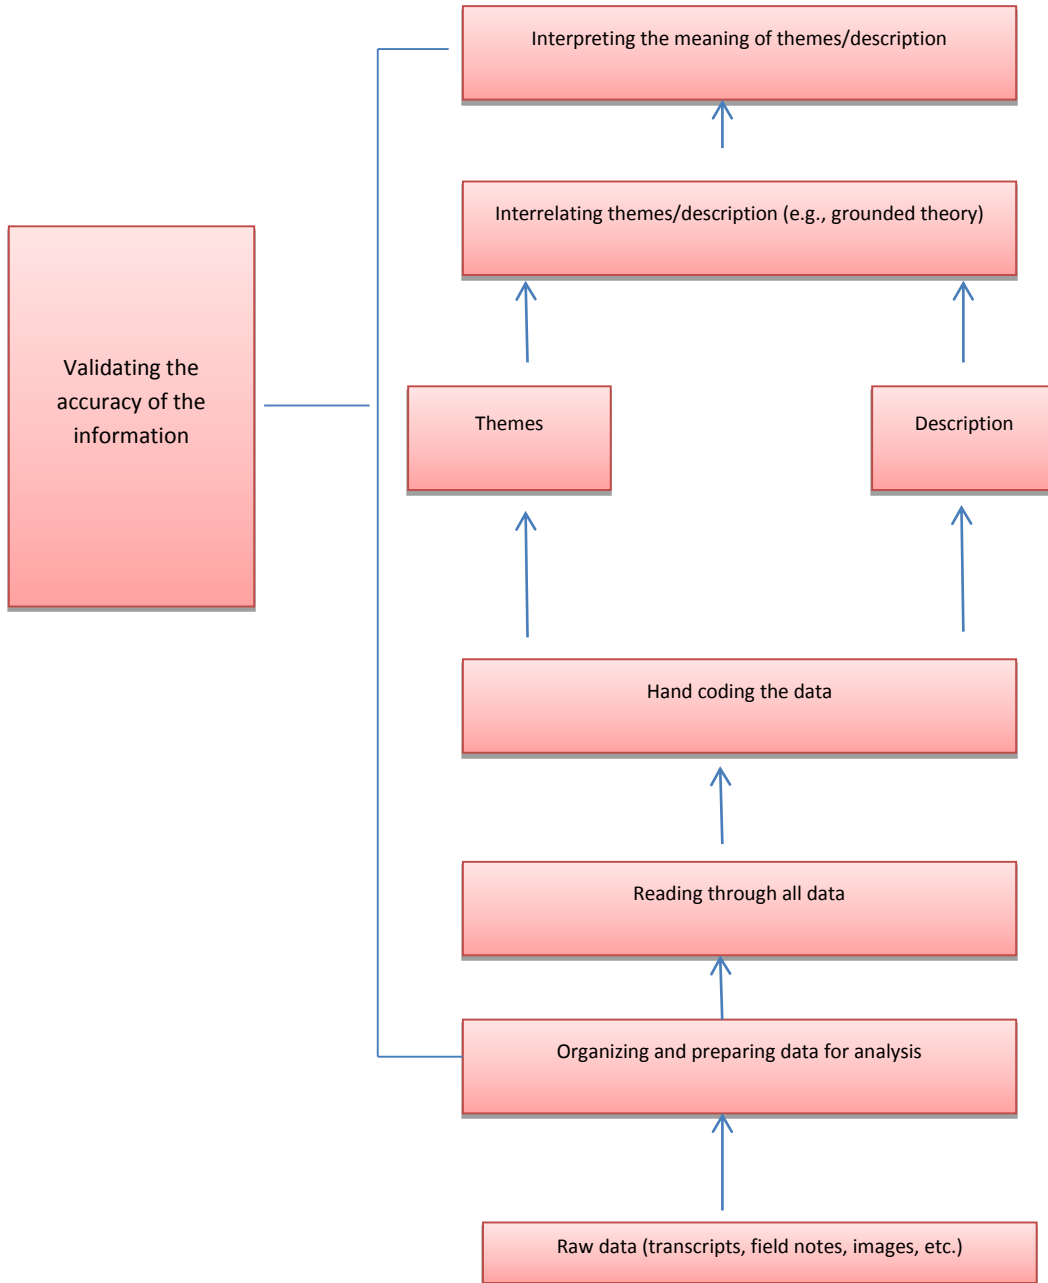 Interpreting the meaning of themes/description
Interrelating themes/description (e.g., grounded theory)
Validating the
accuracy of the
information
Themes
Description
Hand coding the data
Reading through all data
Organizing and preparing data for analysis
Raw data (transcripts, field notes, images, etc.)